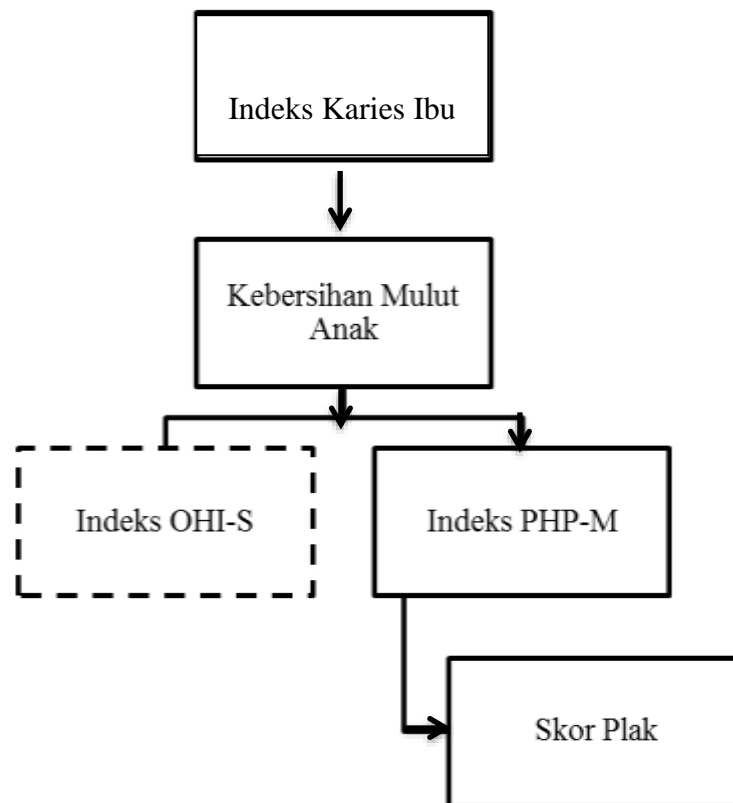 Indeks Karies Ibu
Kebersihan Mulut
Anak
Indeks OHI-S
Indeks PHP-M
Skor Plak